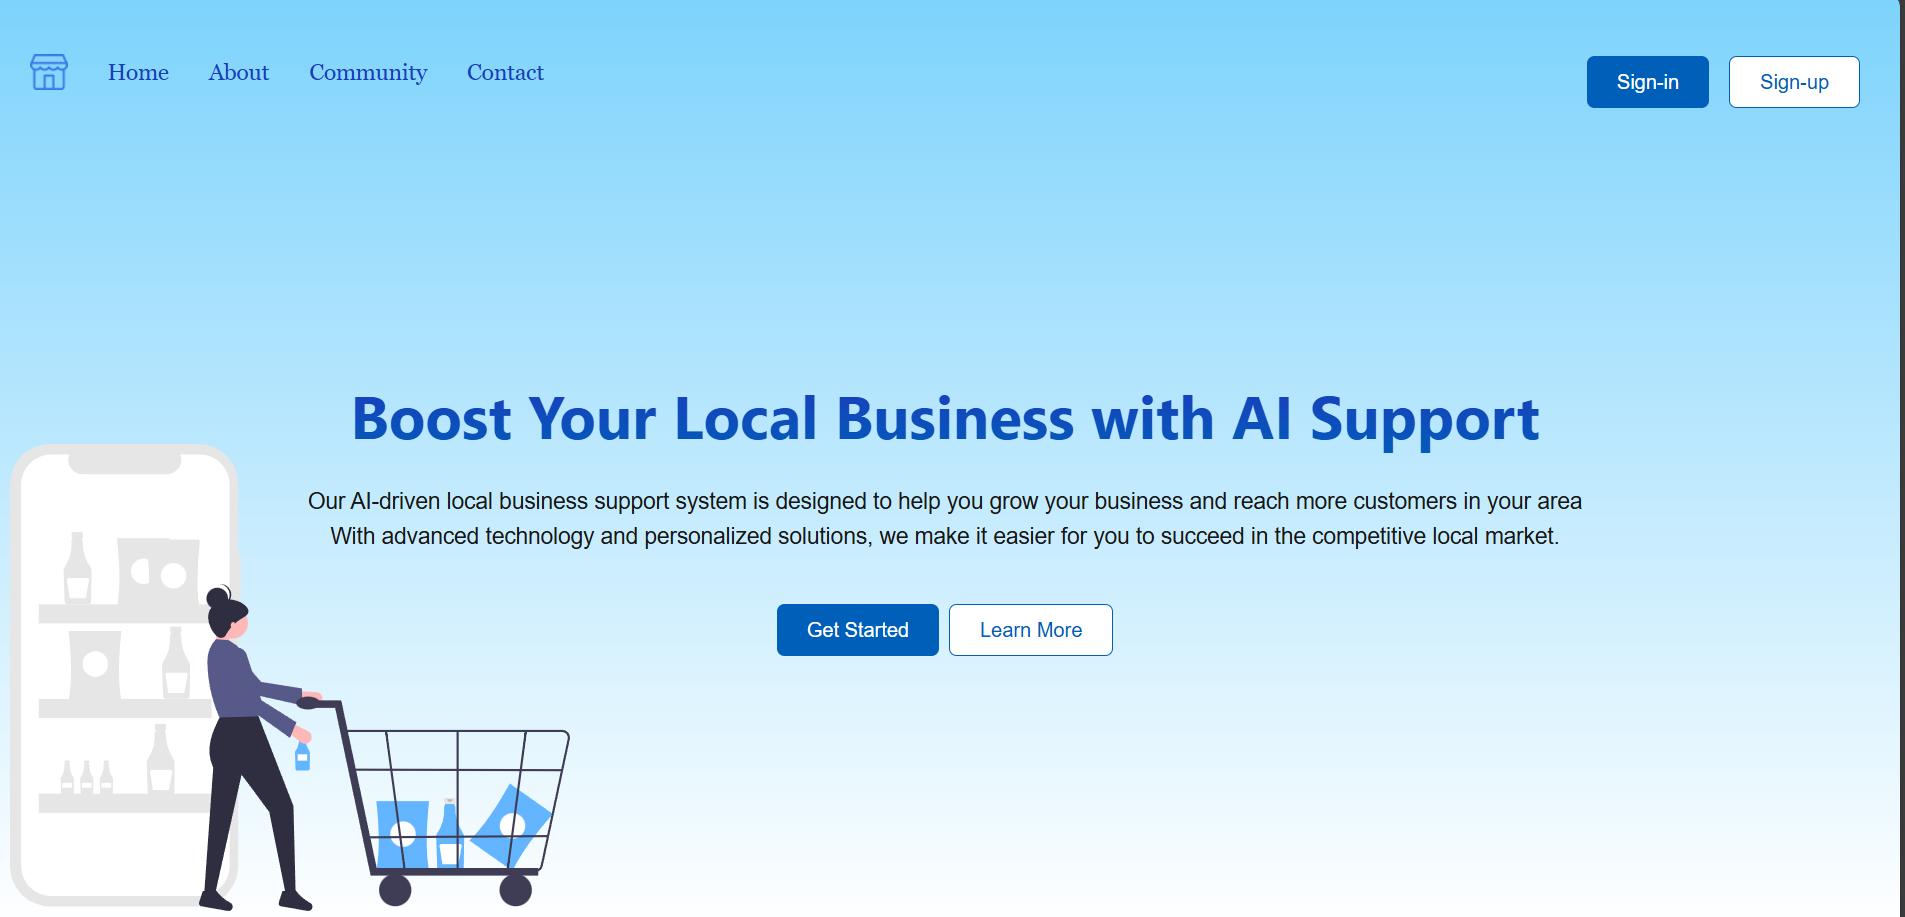 Home About Community Contact Sign-in Sign-up
Boost Your Local Business with AI Support
Our AI-driven local business support system is designed to help you grow your business and reach more customers in your area
With advanced technology and personalized solutions, we make it easier for you to succeed in the competitive local market.
Get Started Learn More